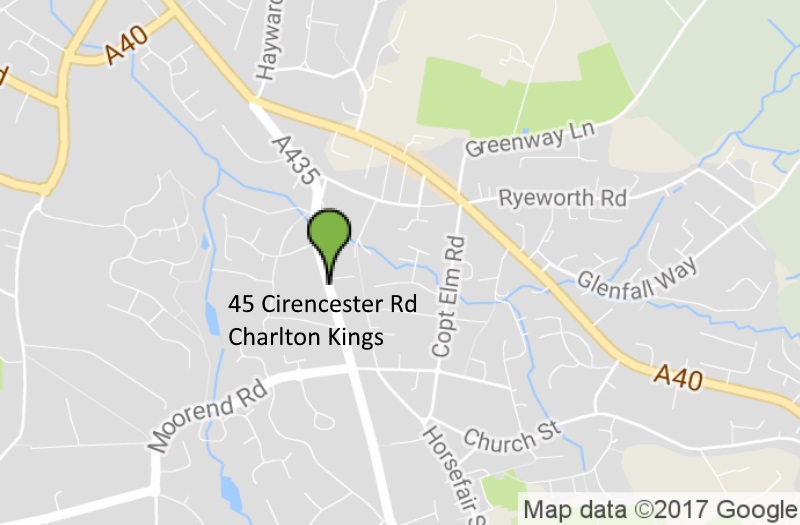 A40
Hayward
A435
Greenway Ln
Ryeworth Rd
45 Cirencester Rd
Charlton Kings
Copt Elm Rd
Glenfall Way
A40
Moorend Rd
Church St
Horsefair S
Map data ©2017 Google